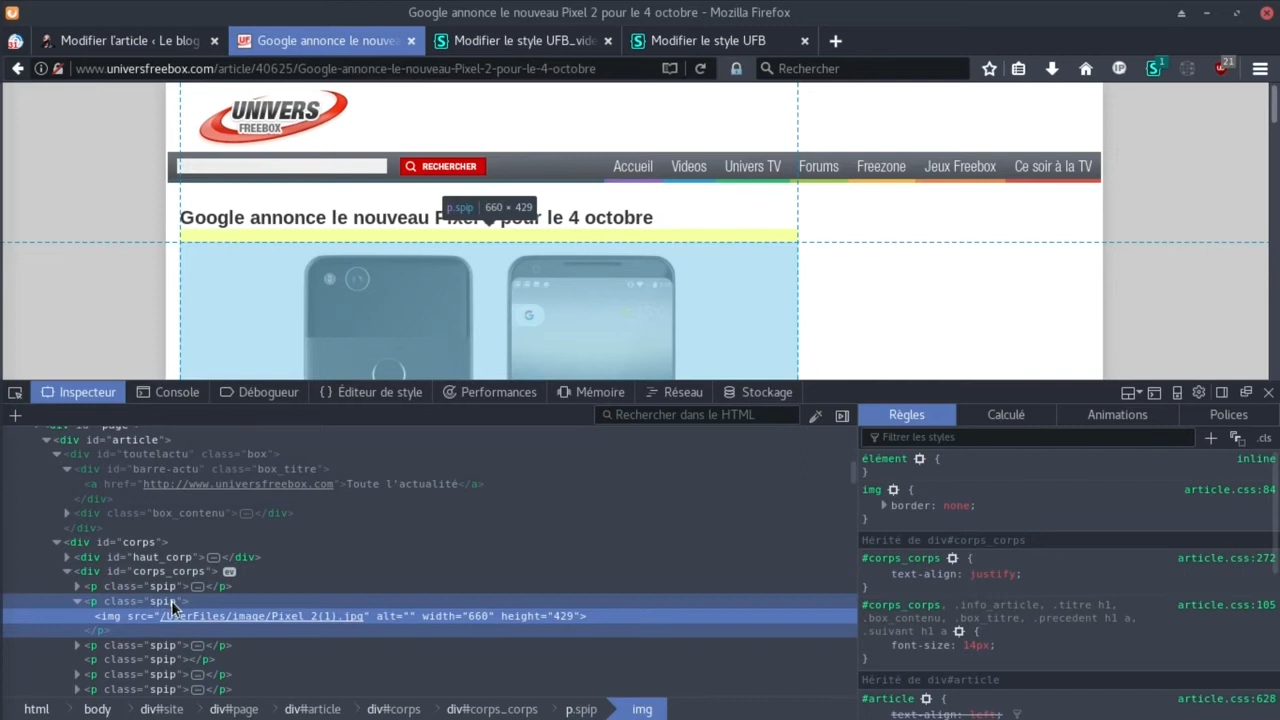 Google annonce le nouveau Pixel 2 pour le 4 octobre - Mozilla Firefox
31 Modifier l'article ‹ Le blog × UF Google annonce le nouve × S Modifier le style UFB_vide × S Modifier le style UFB × +
www.universfreebox.com/article/40625/Google-annonce-le-nouveau-Pixel-2-pour-le-4-octobre Rechercher 1 21
UNIVERS
FREEBOX
RECHERCHER Accueil Videos Univers TV Forums Freezone Jeux Freebox Ce soir à la TV
p.spip 660 × 429
Google annonce le nouveau Pixel 2 pour le 4 octobre
G
Inspecteur Console Débogueur { } Éditeur de style Performances Mémoire Réseau Stockage
+ Rechercher dans le HTML Règles Calculé Animations Polices
<div id="page">
Filtrer les styles + .cls
<div id="article">
<div id="toutelactu" class="box">
<div id="barre-actu" class="box_titre">
<a href="http://www.universfreebox.com">Toute l'actualité</a>
</div>
<div class="box_contenu"></div>
</div>
<div id="corps">
<div id="haut_corp"></div>
<div id="corps_corps"> ev
<p class="spip"></p>
<p class="spip">
<img src="/UserFiles/image/Pixel 2(1).jpg" alt="" width="660" height="429">
</p>
<p class="spip"></p>
<p class="spip"></p>
<p class="spip"></p>
<p class="spip"></p>
élément { inline
}
img { article.css:84
border: none;
}
Hérité de div#corps_corps
#corps_corps { article.css:272
text-align: justify;
}
#corps_corps, .info_article, .titre h1, article.css:105
.box_contenu, .box_titre, .precedent h1 a,
.suivant h1 a {
font-size: 14px;
}
Hérité de div#article
#article { article.css:628
text-align: left;
html body div#site div#page div#article div#corps div#corps_corps p.spip img